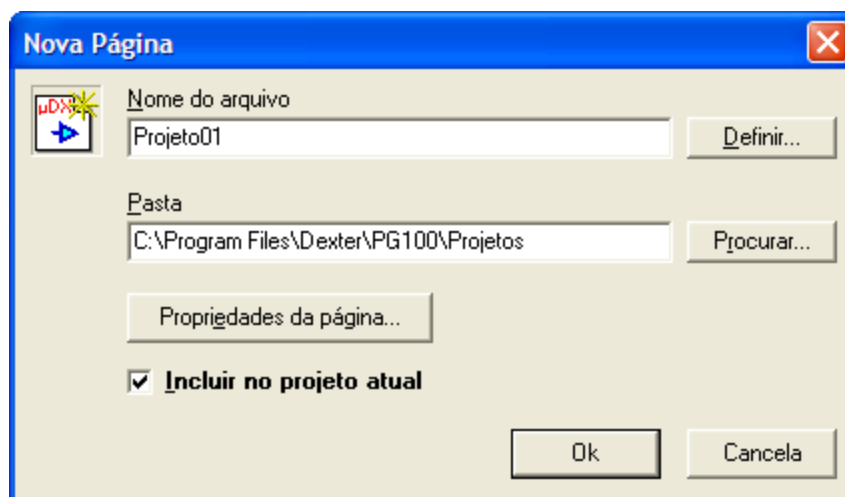 Nova Página
Nome do arquivo
Projeto01
Definir...
Pasta
C:\Program Files\Dexter\PG100\Projetos
Procurar...
Propriedades da página...
Incluir no projeto atual
Ok
Cancela